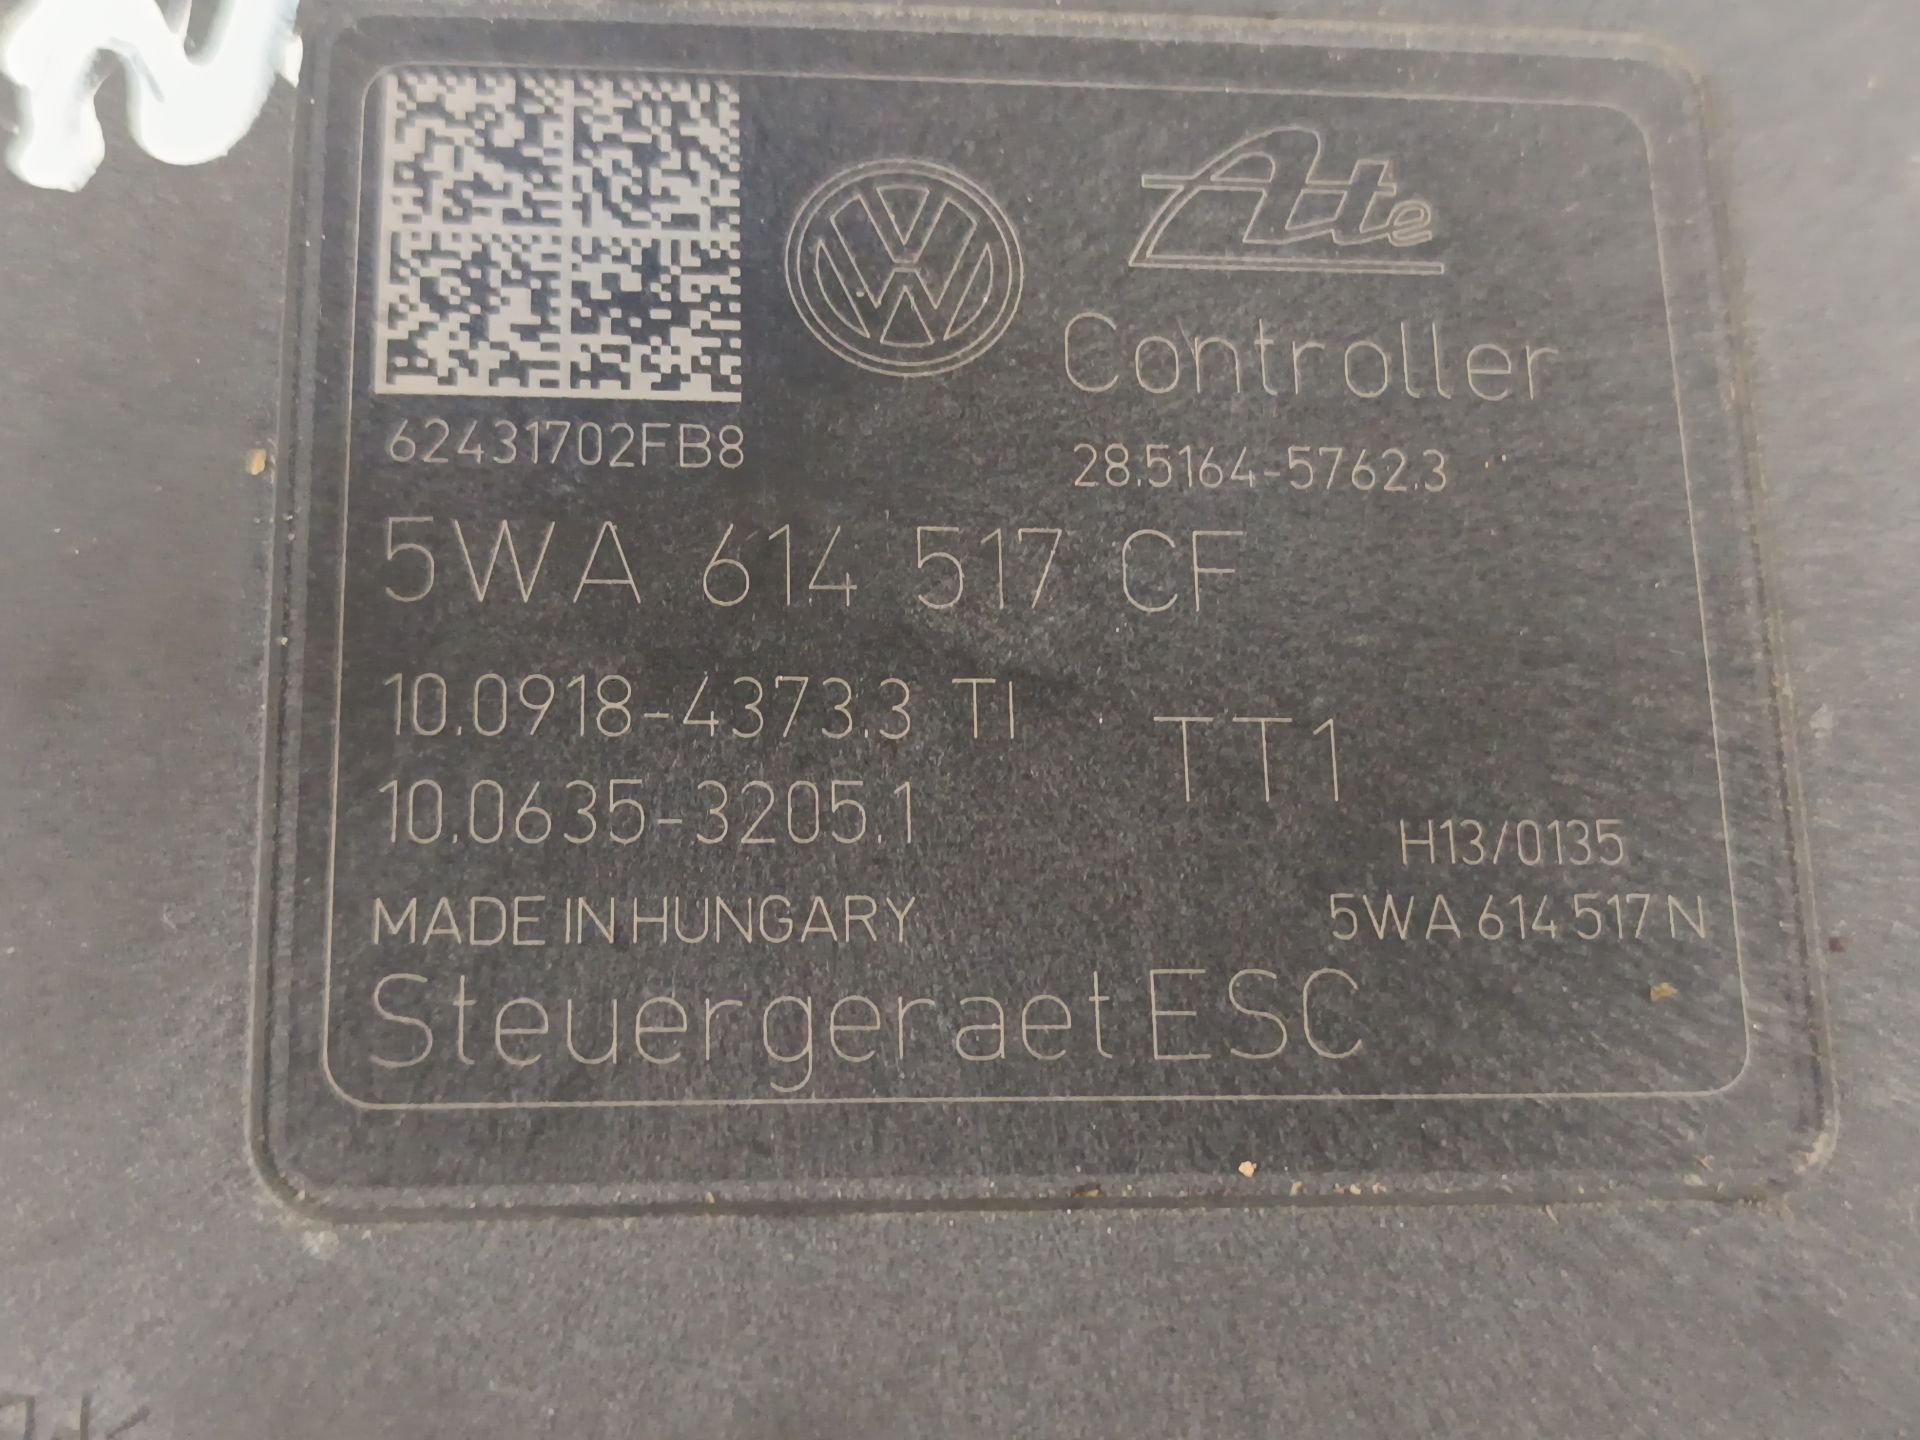 Ate
Controller
62431702FB8
28.5164-5762.3
5WA 614 517 CF
10.0918-4373.3 TI
TT1
10.0635-3205.1
H13/0135
MADE IN HUNGARY
5WA 614 517 N
Steuergeraet ESC